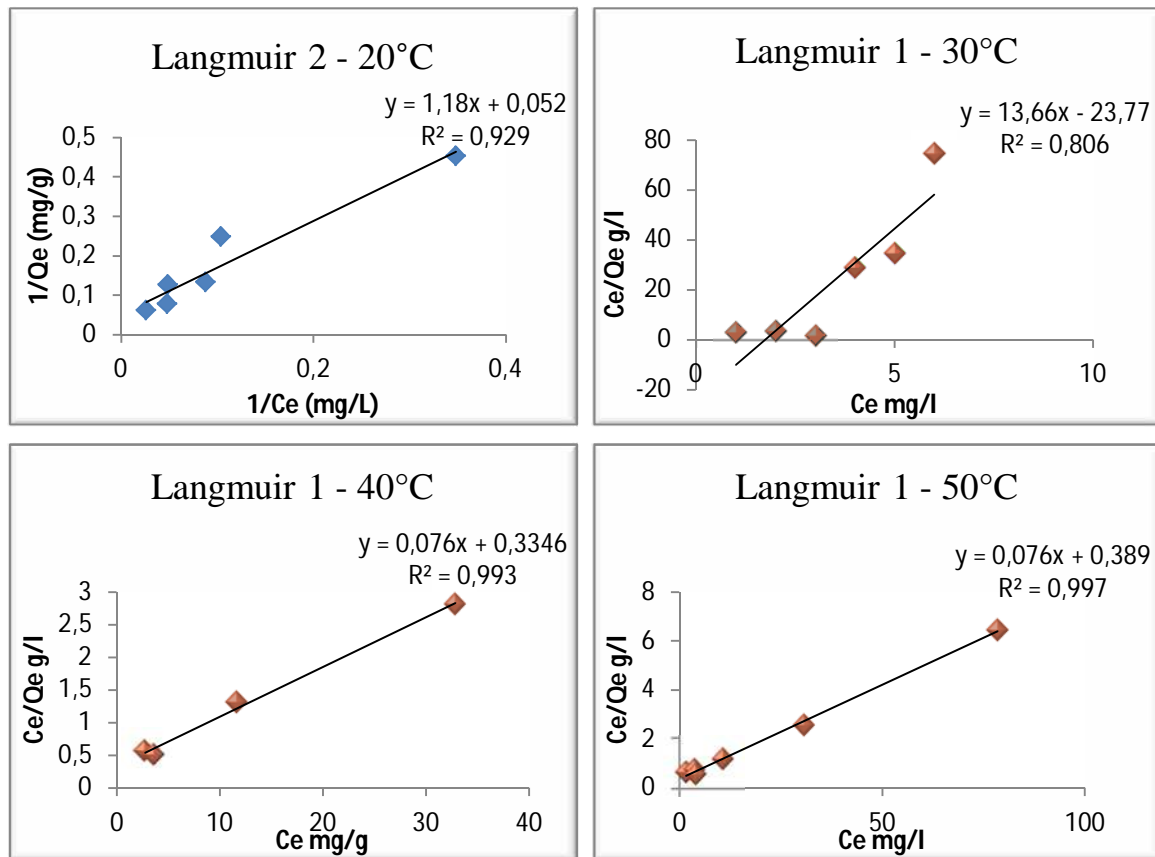 Langmuir 2 - 20°C
y = 1,18x + 0,052
R² = 0,929
0,5
0,4
0,3
0,2
0,1
0
0
0,2
0,4
1/Qe (mg/g)
1/Ce (mg/L)
Langmuir 1 - 30°C
y = 13,66x - 23,77
R² = 0,806
80
60
40
20
0
-20
0
5
10
Ce/Qe g/l
Ce mg/l
Langmuir 1 - 40°C
y = 0,076x + 0,3346
R² = 0,993
3
2,5
2
1,5
1
0,5
0
0
10
20
30
40
Ce/Qe g/l
Ce mg/g
Langmuir 1 - 50°C
y = 0,076x + 0,389
R² = 0,997
8
6
4
2
0
0
50
100
Ce/Qe g/l
Ce mg/l